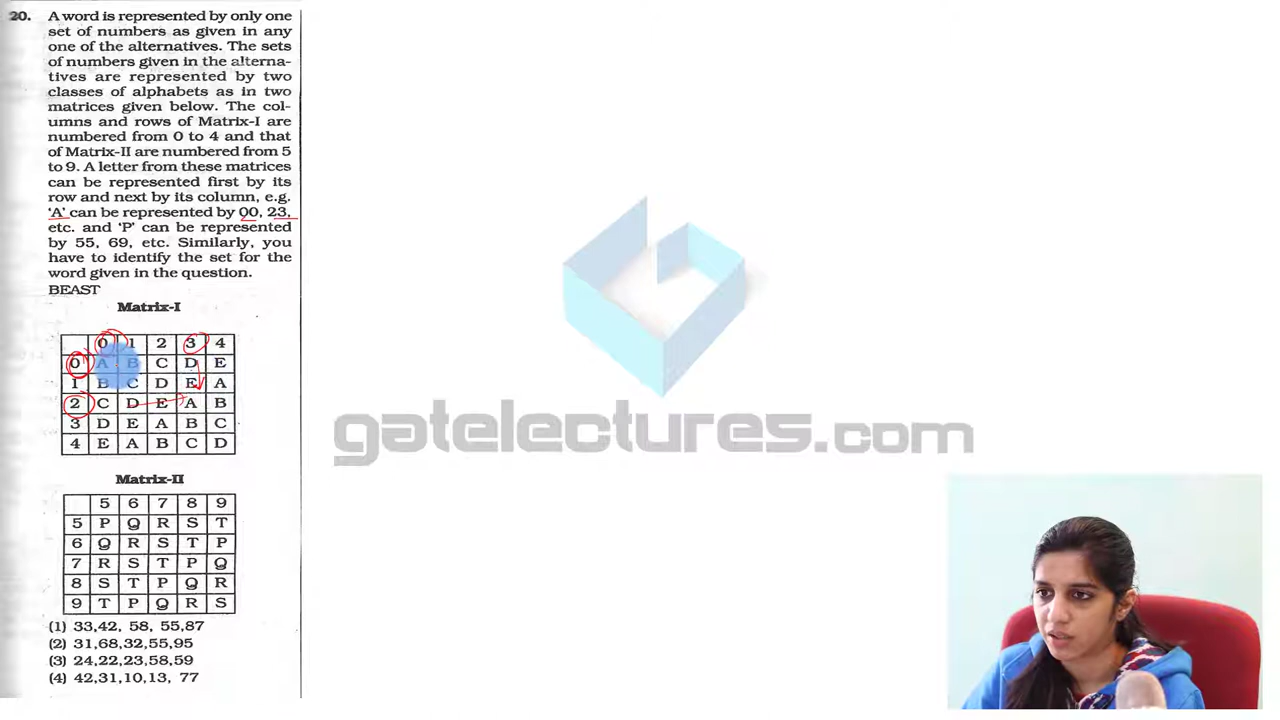 20. A word is represented by only one
set of numbers as given in any
one of the alternatives. The sets
of numbers given in the alterna-
tives are represented by two
classes of alphabets as in two
matrices given below. The col-
umns and rows of Matrix-I are
numbered from 0 to 4 and that
of Matrix-II are numbered from 5
to 9. A letter from these matrices
can be represented first by its
row and next by its column, e.g.
'A' can be represented by 00, 23,
etc. and 'P' can be represented
by 55, 69, etc. Similarly, you
have to identify the set for the
word given in the question.
BEAST
Matrix-I
0 1 2 3 4
0 A B C D E
1 B C D E A
2 C D E A B
3 D E A B C
4 E A B C D
Matrix-II
5 6 7 8 9
5 P Q R S T
6 Q R S T P
7 R S T P Q
8 S T P Q R
9 T P Q R S
(1) 33,42, 58, 55,87
(2) 31,68,32,55,95
(3) 24,22,23,58,59
(4) 42,31,10,13, 77
gatelectures.com